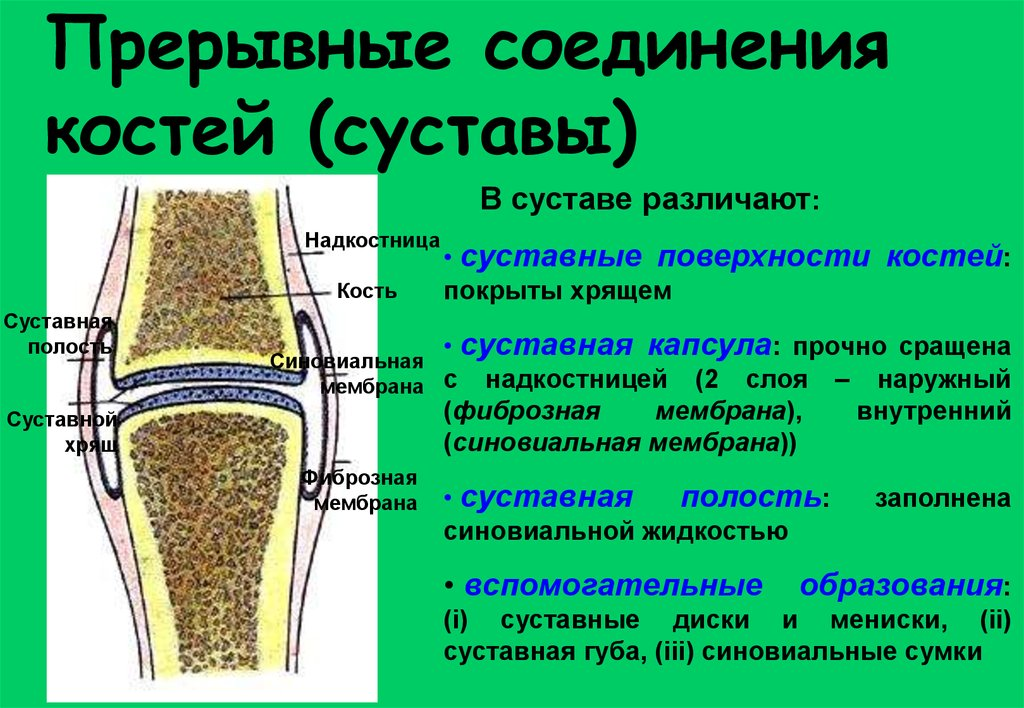 Прерывные соединения
костей (суставы)
Надкостница
Кость
Суставная
полость
Синовиальная
мембрана
Суставной
хрящ
Фиброзная
мембрана
В суставе различают:
• суставные поверхности костей:
покрыты хрящем
• суставная капсула: прочно сращена
с надкостницей (2 слоя – наружный
(фиброзная мембрана), внутренний
(синовиальная мембрана))
• суставная полость: заполнена
синовиальной жидкостью
• вспомогательные образования:
(i) суставные диски и мениски, (ii)
суставная губа, (iii) синовиальные сумки